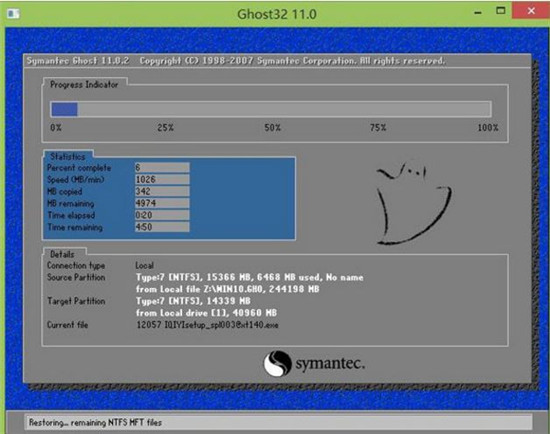 Ghost32 11.0
Symantec Ghost 11.0.2 Copyright (C) 1998-2007 Symantec Corporation. All rights reserved.
Progress Indicator
0% 25% 50% 75% 100%
Statistics
Percent complete 6
Speed (MB/min) 1026
MB copied 342
MB remaining 4974
Time elapsed 0:20
Time remaining 4:50
Details
Connection type Local
Source Partition Type:7 [NTFS], 15366 MB, 6468 MB used, No name
from Local file Z:\WIN10.GHO, 244198 MB
Target Partition Type:7 [NTFS], 14339 MB
from Local drive [1], 40960 MB
Current file 12057
symantec.
Restoring... remaining NTFS MFT files